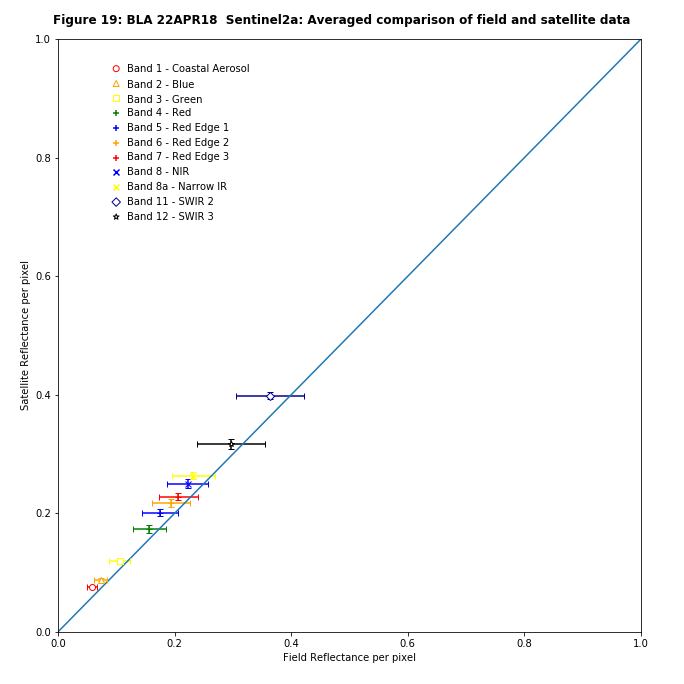 Figure 19: BLA 22APR18  Sentinel2a: Averaged comparison of field and satellite data
1.0
0.8
0.6
0.4
0.2
0.0
Satellite Reflectance per pixel
Band 1 - Coastal Aerosol
Band 2 - Blue
Band 3 - Green
Band 4 - Red
Band 5 - Red Edge 1
Band 6 - Red Edge 2
Band 7 - Red Edge 3
Band 8 - NIR
Band 8a - Narrow IR
Band 11 - SWIR 2
Band 12 - SWIR 3
0.0 0.2 0.4 0.6 0.8 1.0
Field Reflectance per pixel